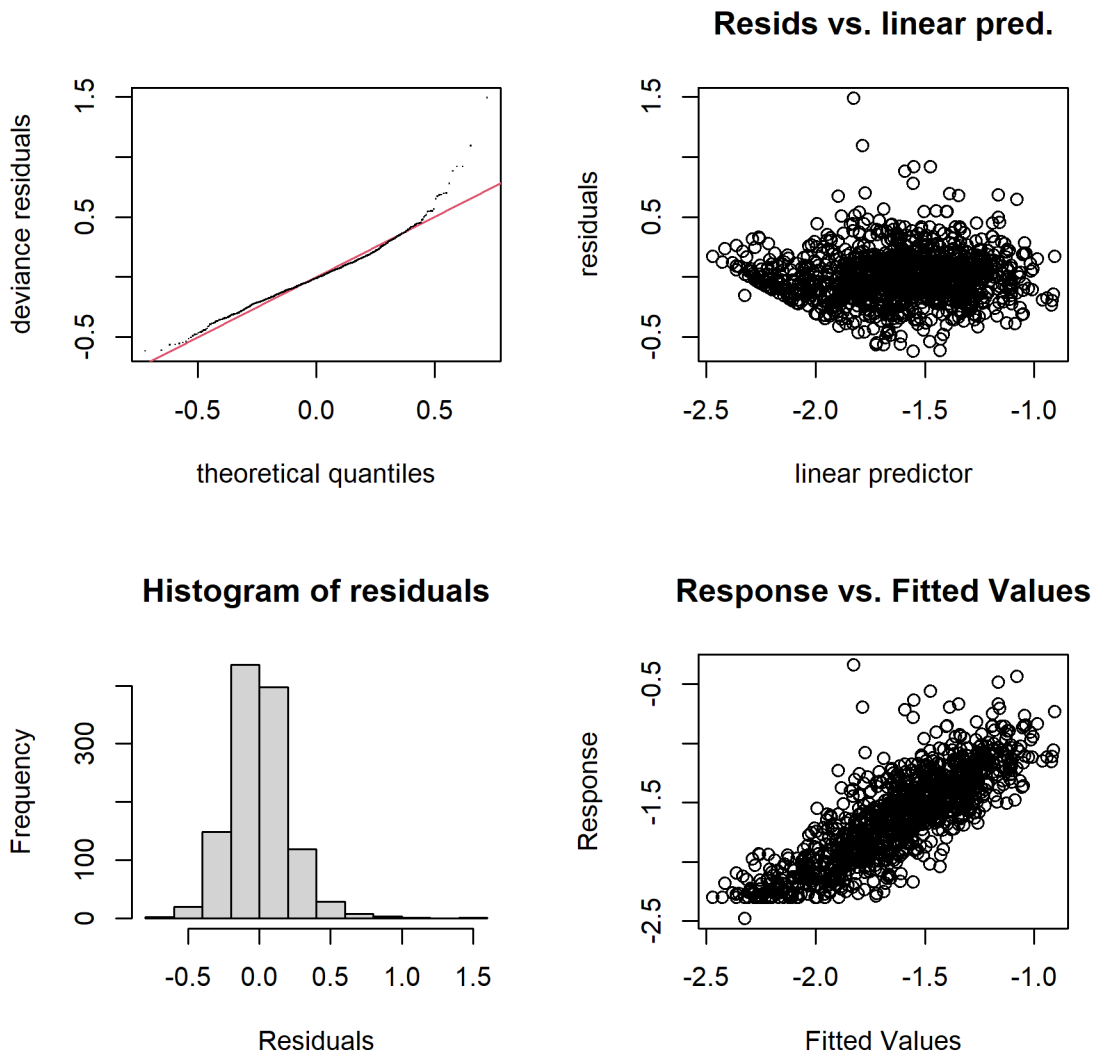 deviance residuals
1.5
0.5
-0.5
-0.5
0.0
0.5
theoretical quantiles
Resids vs. linear pred.
residuals
1.5
0.5
-0.5
-2.5
-2.0
-1.5
-1.0
linear predictor
Histogram of residuals
Frequency
300
100
0
-0.5
0.0
0.5
1.0
1.5
Residuals
Response vs. Fitted Values
Response
-0.5
-1.5
-2.5
-2.5
-2.0
-1.5
-1.0
Fitted Values